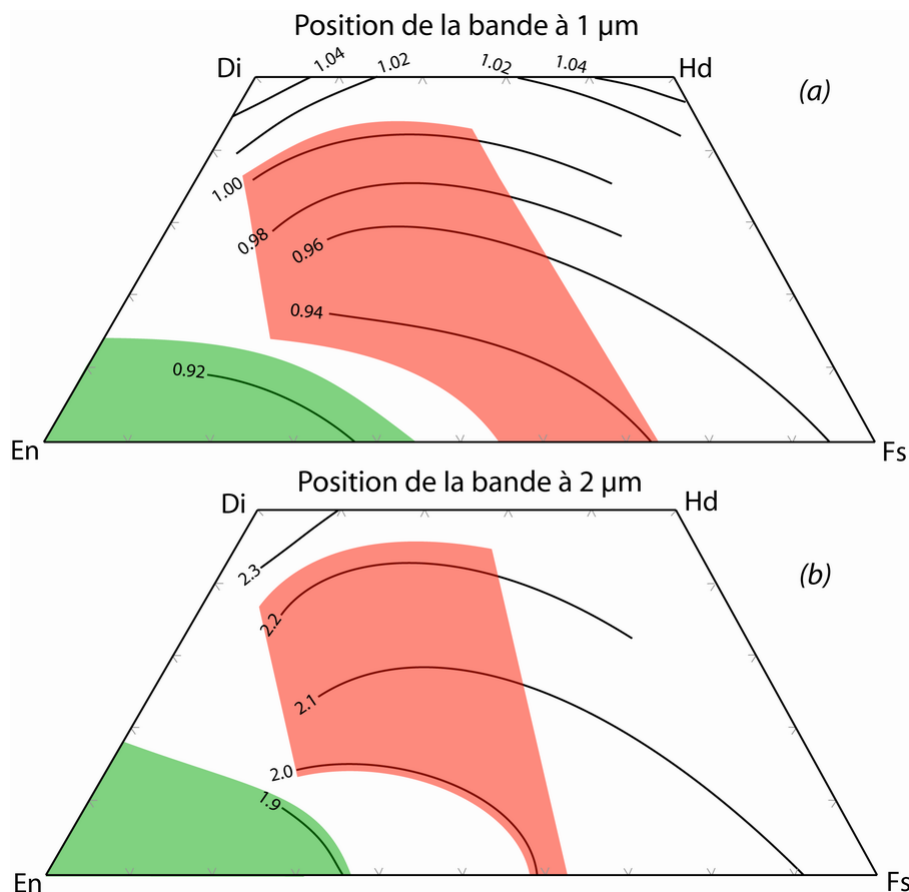 Position de la bande à 1 µm
Di
1.04
1.02
1.02
1.04
Hd
(a)
1.00
0.98
0.96
0.94
0.92
En
Fs
Position de la bande à 2 µm
Di
Hd
2.3
(b)
2.2
2.1
2.0
1.9
En
Fs